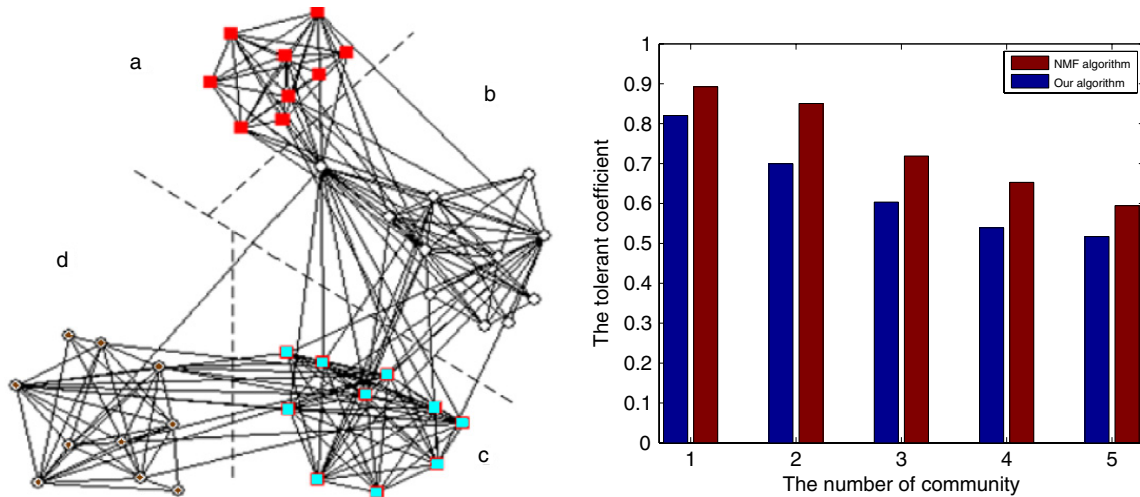 a
b
d
c
1
0.9
0.8
0.7
0.6
0.5
0.4
0.3
0.2
0.1
0
The tolerant coefficient
NMF algorithm
Our algorithm
1 2 3 4 5
The number of community